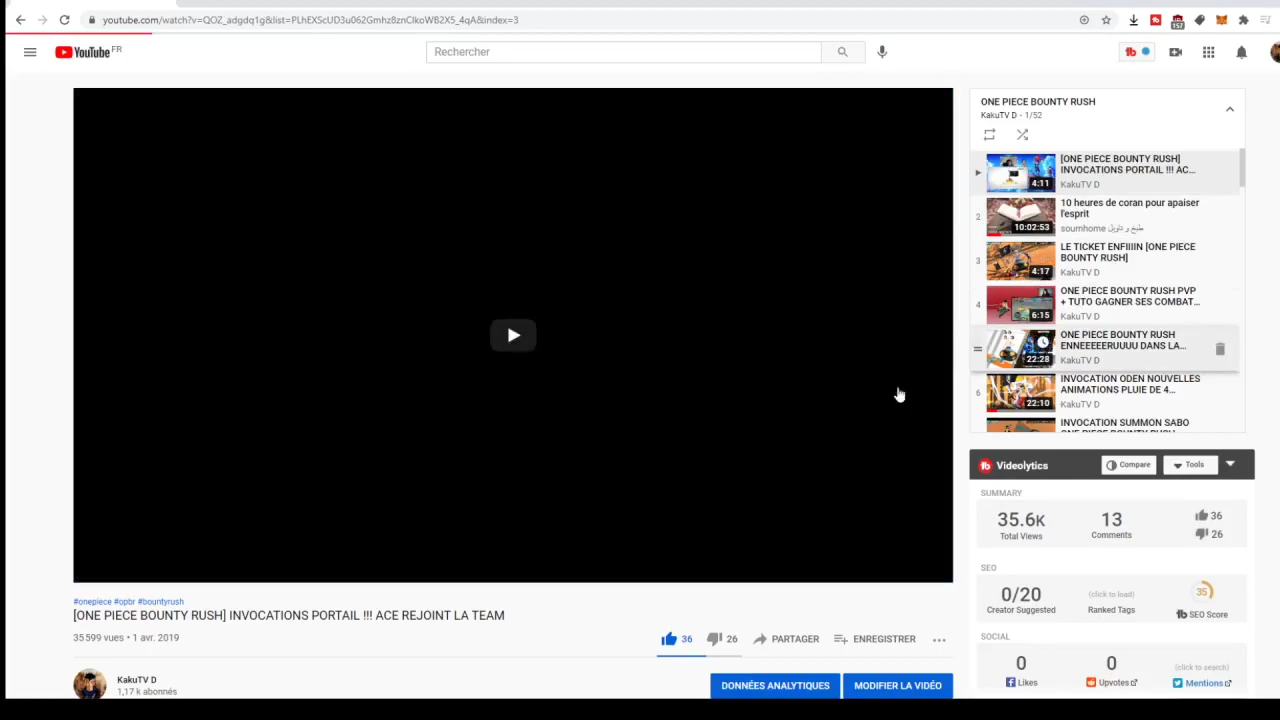 youtube.com/watch?v=QOZ_adgdq1g&list=PLhEXScUD3u062Gmhz8znClkoWB2X5_4qA&index=3
157
YouTube FR
Rechercher
ONE PIECE BOUNTY RUSH
KakuTV D - 1/52
[ONE PIECE BOUNTY RUSH]
INVOCATIONS PORTAIL !!! AC...
4:11
KakuTV D
2
10 heures de coran pour apaiser
l'esprit
10:02:53
soumhome
3
LE TICKET ENFIIIIN [ONE PIECE
BOUNTY RUSH]
4:17
KakuTV D
4
ONE PIECE BOUNTY RUSH PVP
+ TUTO GAGNER SES COMBAT...
6:15
KakuTV D
ONE PIECE BOUNTY RUSH
ENNEEEEERUUUU DANS LA...
22:28
KakuTV D
6
INVOCATION ODEN NOUVELLES
ANIMATIONS PLUIE DE 4...
22:10
KakuTV D
INVOCATION SUMMON SABO
ONE PIECE BOUNTY RUSH
tb Videolytics
Compare
Tools
SUMMARY
35.6K
Total Views
13
Comments
36
26
SEO
0/20
Creator Suggested
(click to load)
Ranked Tags
35
tb SEO Score
SOCIAL
0
Likes
0
Upvotes
(click to search)
Mentions
#onepiece #opbr #bountyrush
[ONE PIECE BOUNTY RUSH] INVOCATIONS PORTAIL !!! ACE REJOINT LA TEAM
35 599 vues • 1 avr. 2019
36
26
PARTAGER
ENREGISTRER
KakuTV D
1,17 k abonnés
DONNÉES ANALYTIQUES
MODIFIER LA VIDÉO